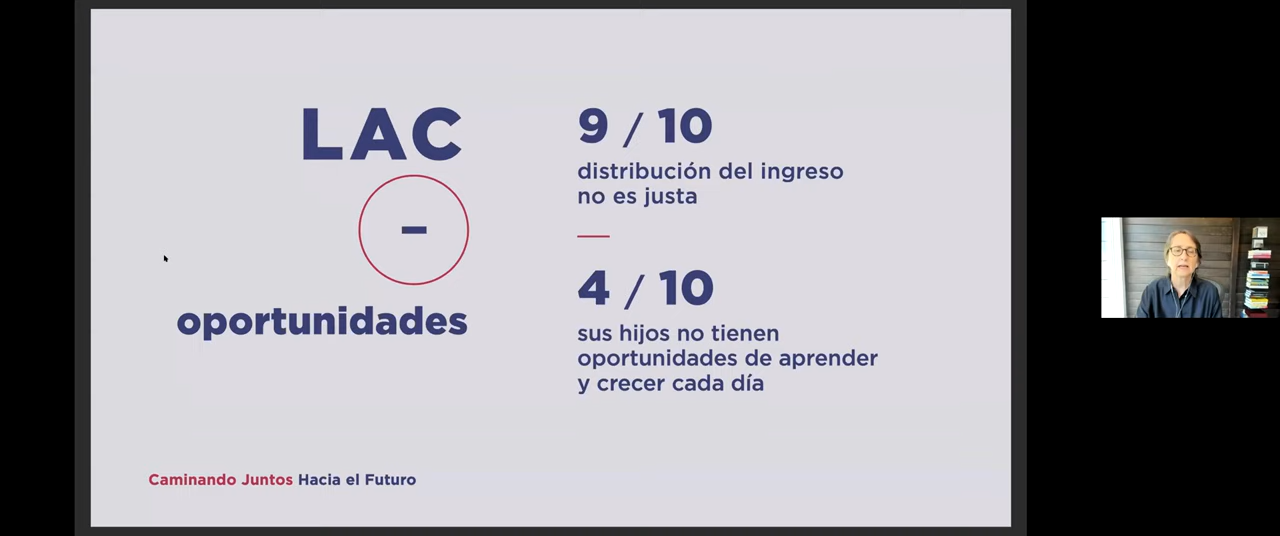 LAC
–
oportunidades
9 / 10
distribución del ingreso
no es justa
4 / 10
sus hijos no tienen
oportunidades de aprender
y crecer cada día
Caminando Juntos Hacia el Futuro